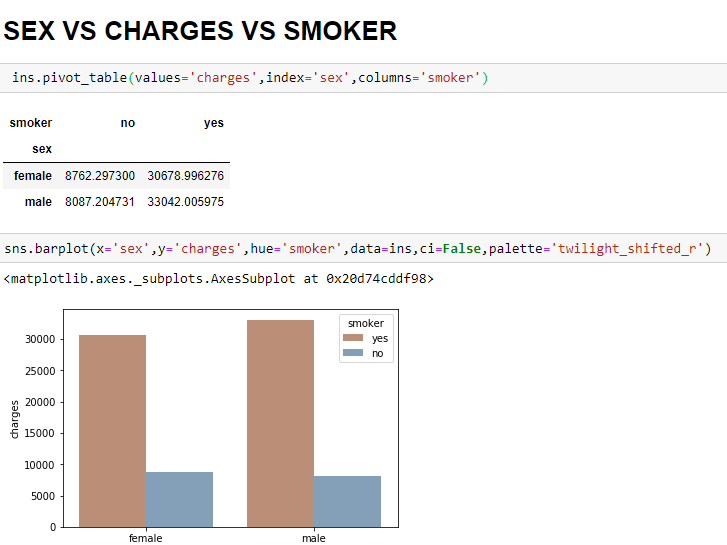 SEX VS CHARGES VS SMOKER
ins.pivot_table(values='charges',index='sex',columns='smoker')
smoker no yes
sex
female 8762.297300 30678.996276
male 8087.204731 33042.005975
sns.barplot(x='sex',y='charges',hue='smoker',data=ins,ci=False,palette='twilight_shifted_r')
<matplotlib.axes._subplots.AxesSubplot at 0x20d74cddf98>
smoker
yes
no
30000
25000
20000
15000
10000
5000
0
charges
female male